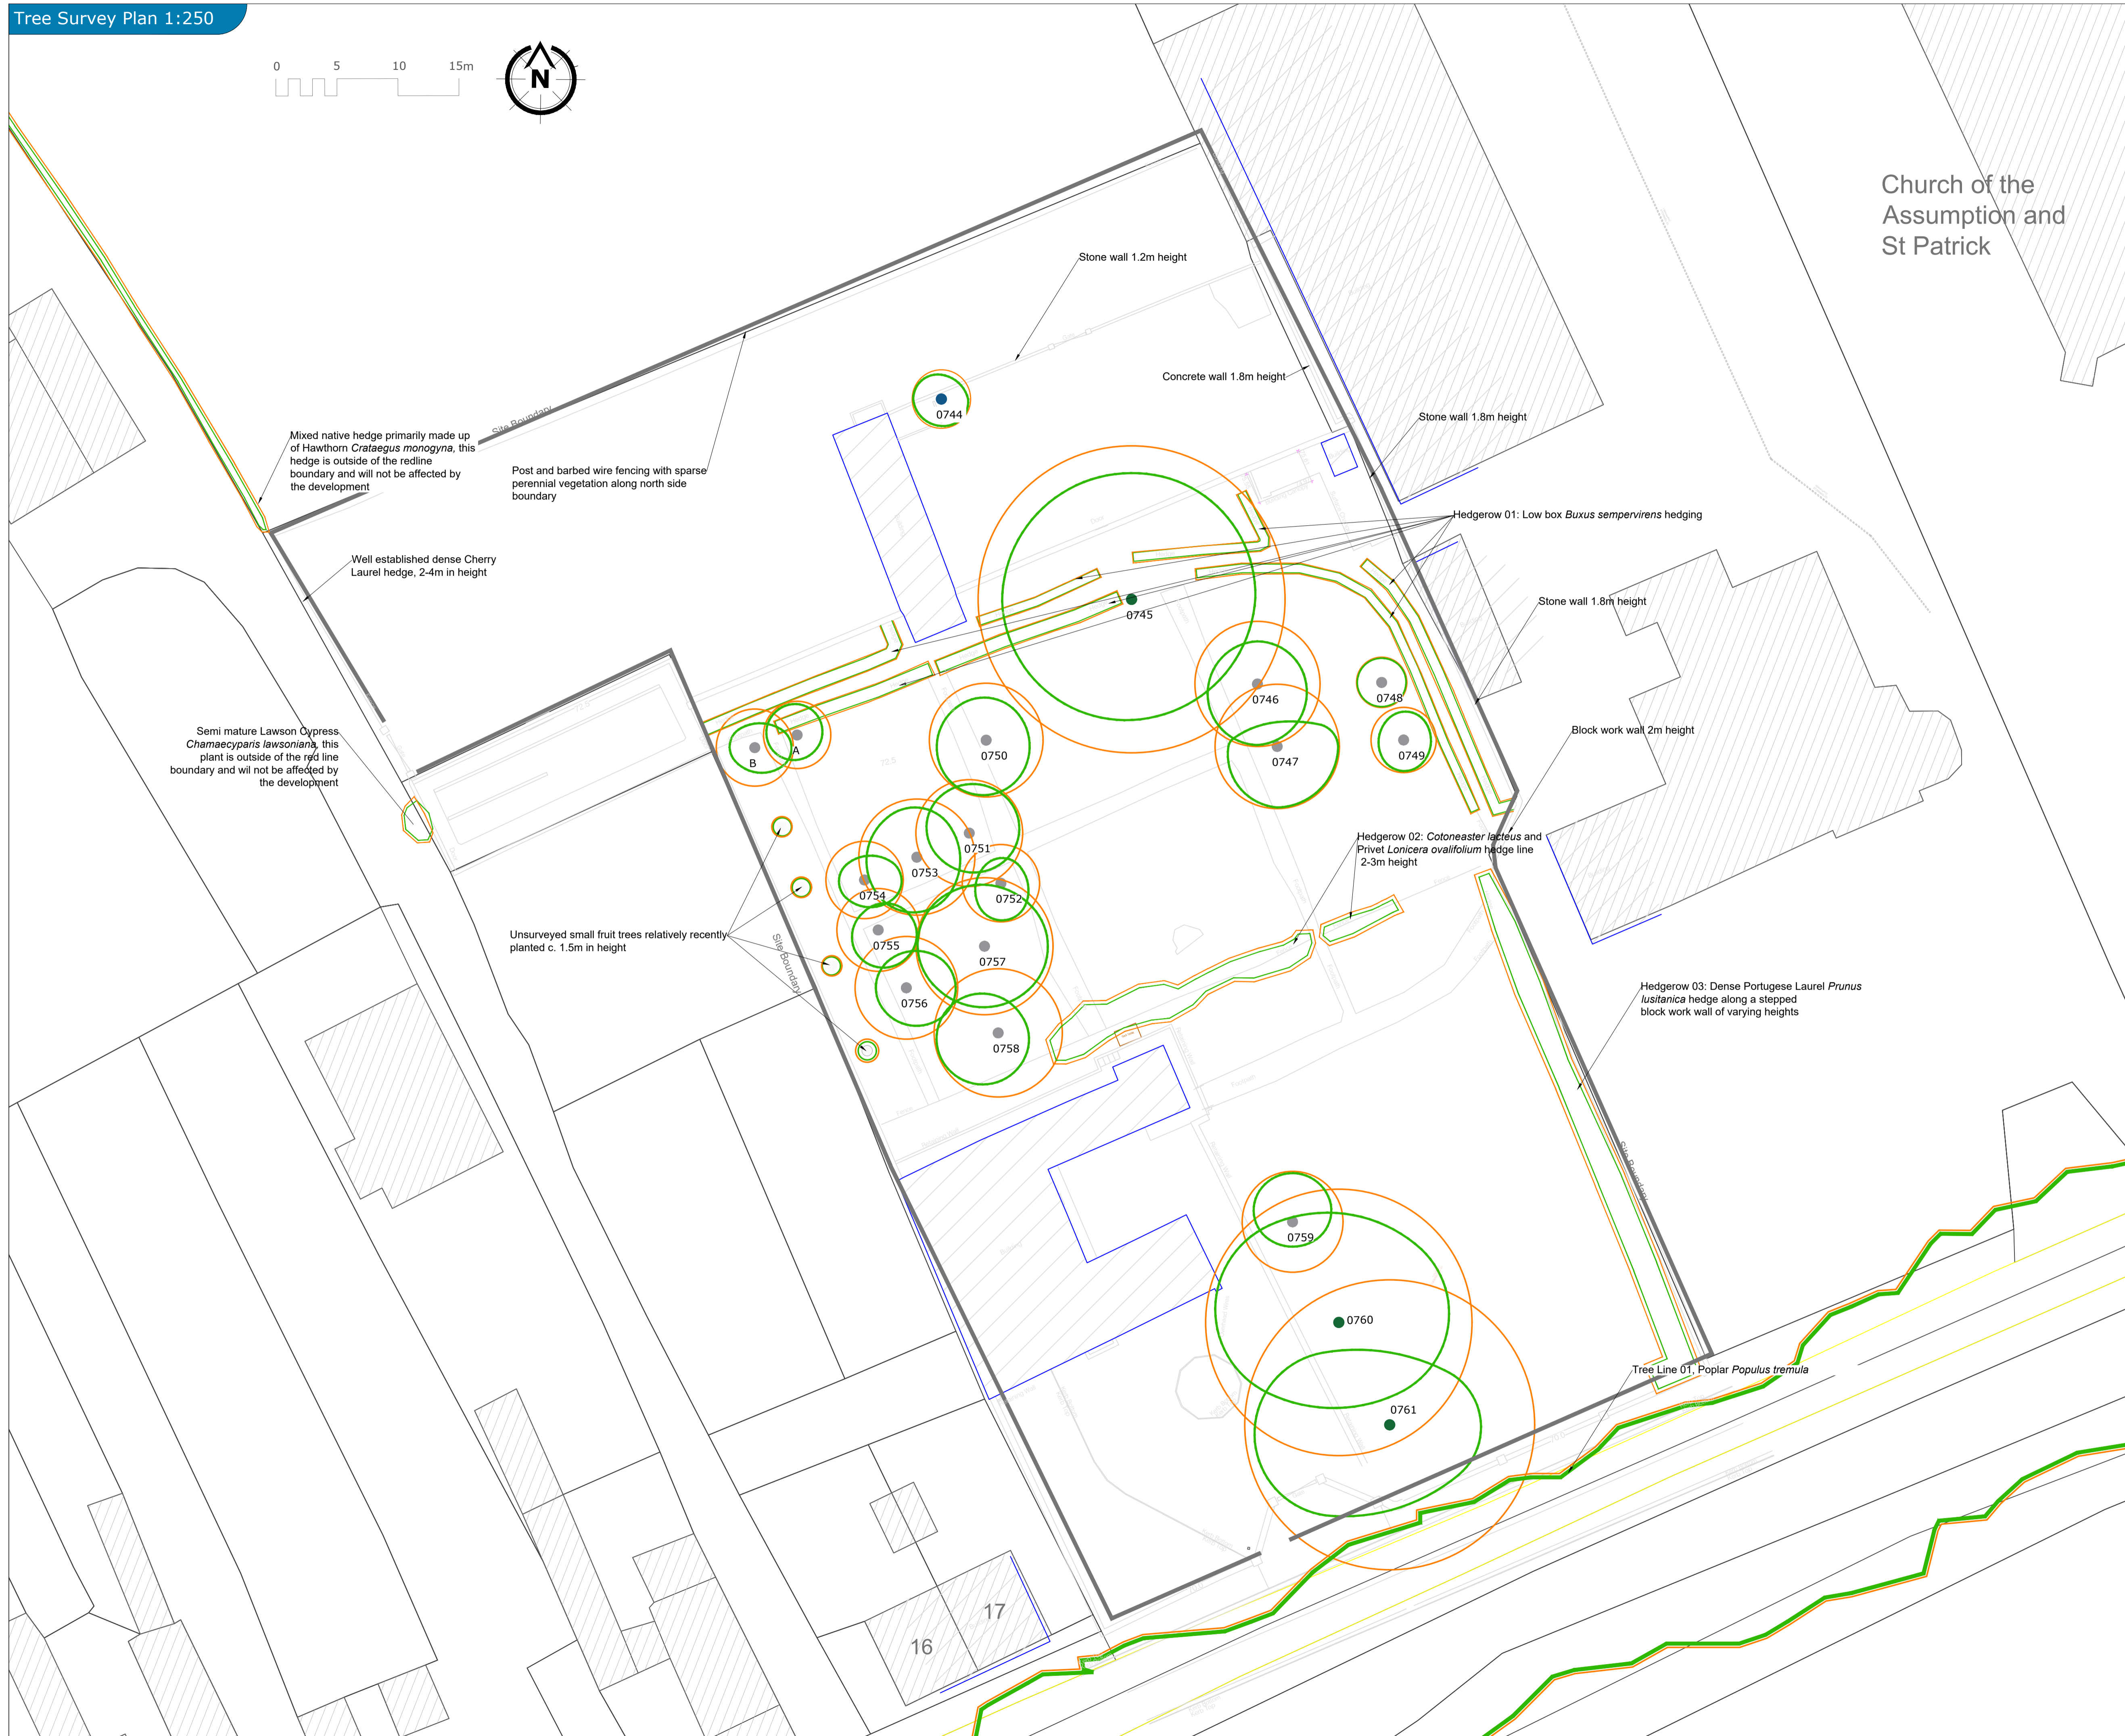 Tree Survey Plan 1:250
0 5 10 15m
N
Church of the
Assumption and
St Patrick
Stone wall 1.2m height
Concrete wall 1.8m height
Stone wall 1.8m height
0744
Site Boundary
Mixed native hedge primarily made up
of Hawthorn Crataegus monogyna, this
hedge is outside of the redline
boundary and will not be affected by
the development
Post and barbed wire fencing with sparse
perennial vegetation along north side
boundary
Hedgerow 01: Low box Buxus sempervirens hedging
Well established dense Cherry
Laurel hedge, 2-4m in height
Stone wall 1.8m height
0745
0746
0748
Semi mature Lawson Cypress
Chamaecyparis lawsoniana, this
plant is outside of the red line
boundary and wil not be affected by
the development
72.5
B
A
0750
0747
0749
Block work wall 2m height
72.5
0751
0753
0752
0754
Hedgerow 02: Cotoneaster lacteus and
Privet Lonicera ovalifolium hedge line
2-3m height
Unsurveyed small fruit trees relatively recently
planted c. 1.5m in height
Site Boundary
0755
0757
0756
0758
Hedgerow 03: Dense Portugese Laurel Prunus
lusitanica hedge along a stepped
block work wall of varying heights
Footpath
Site Boundary
0759
0760
Tree Line 01, Poplar Populus tremula
0761
17
16